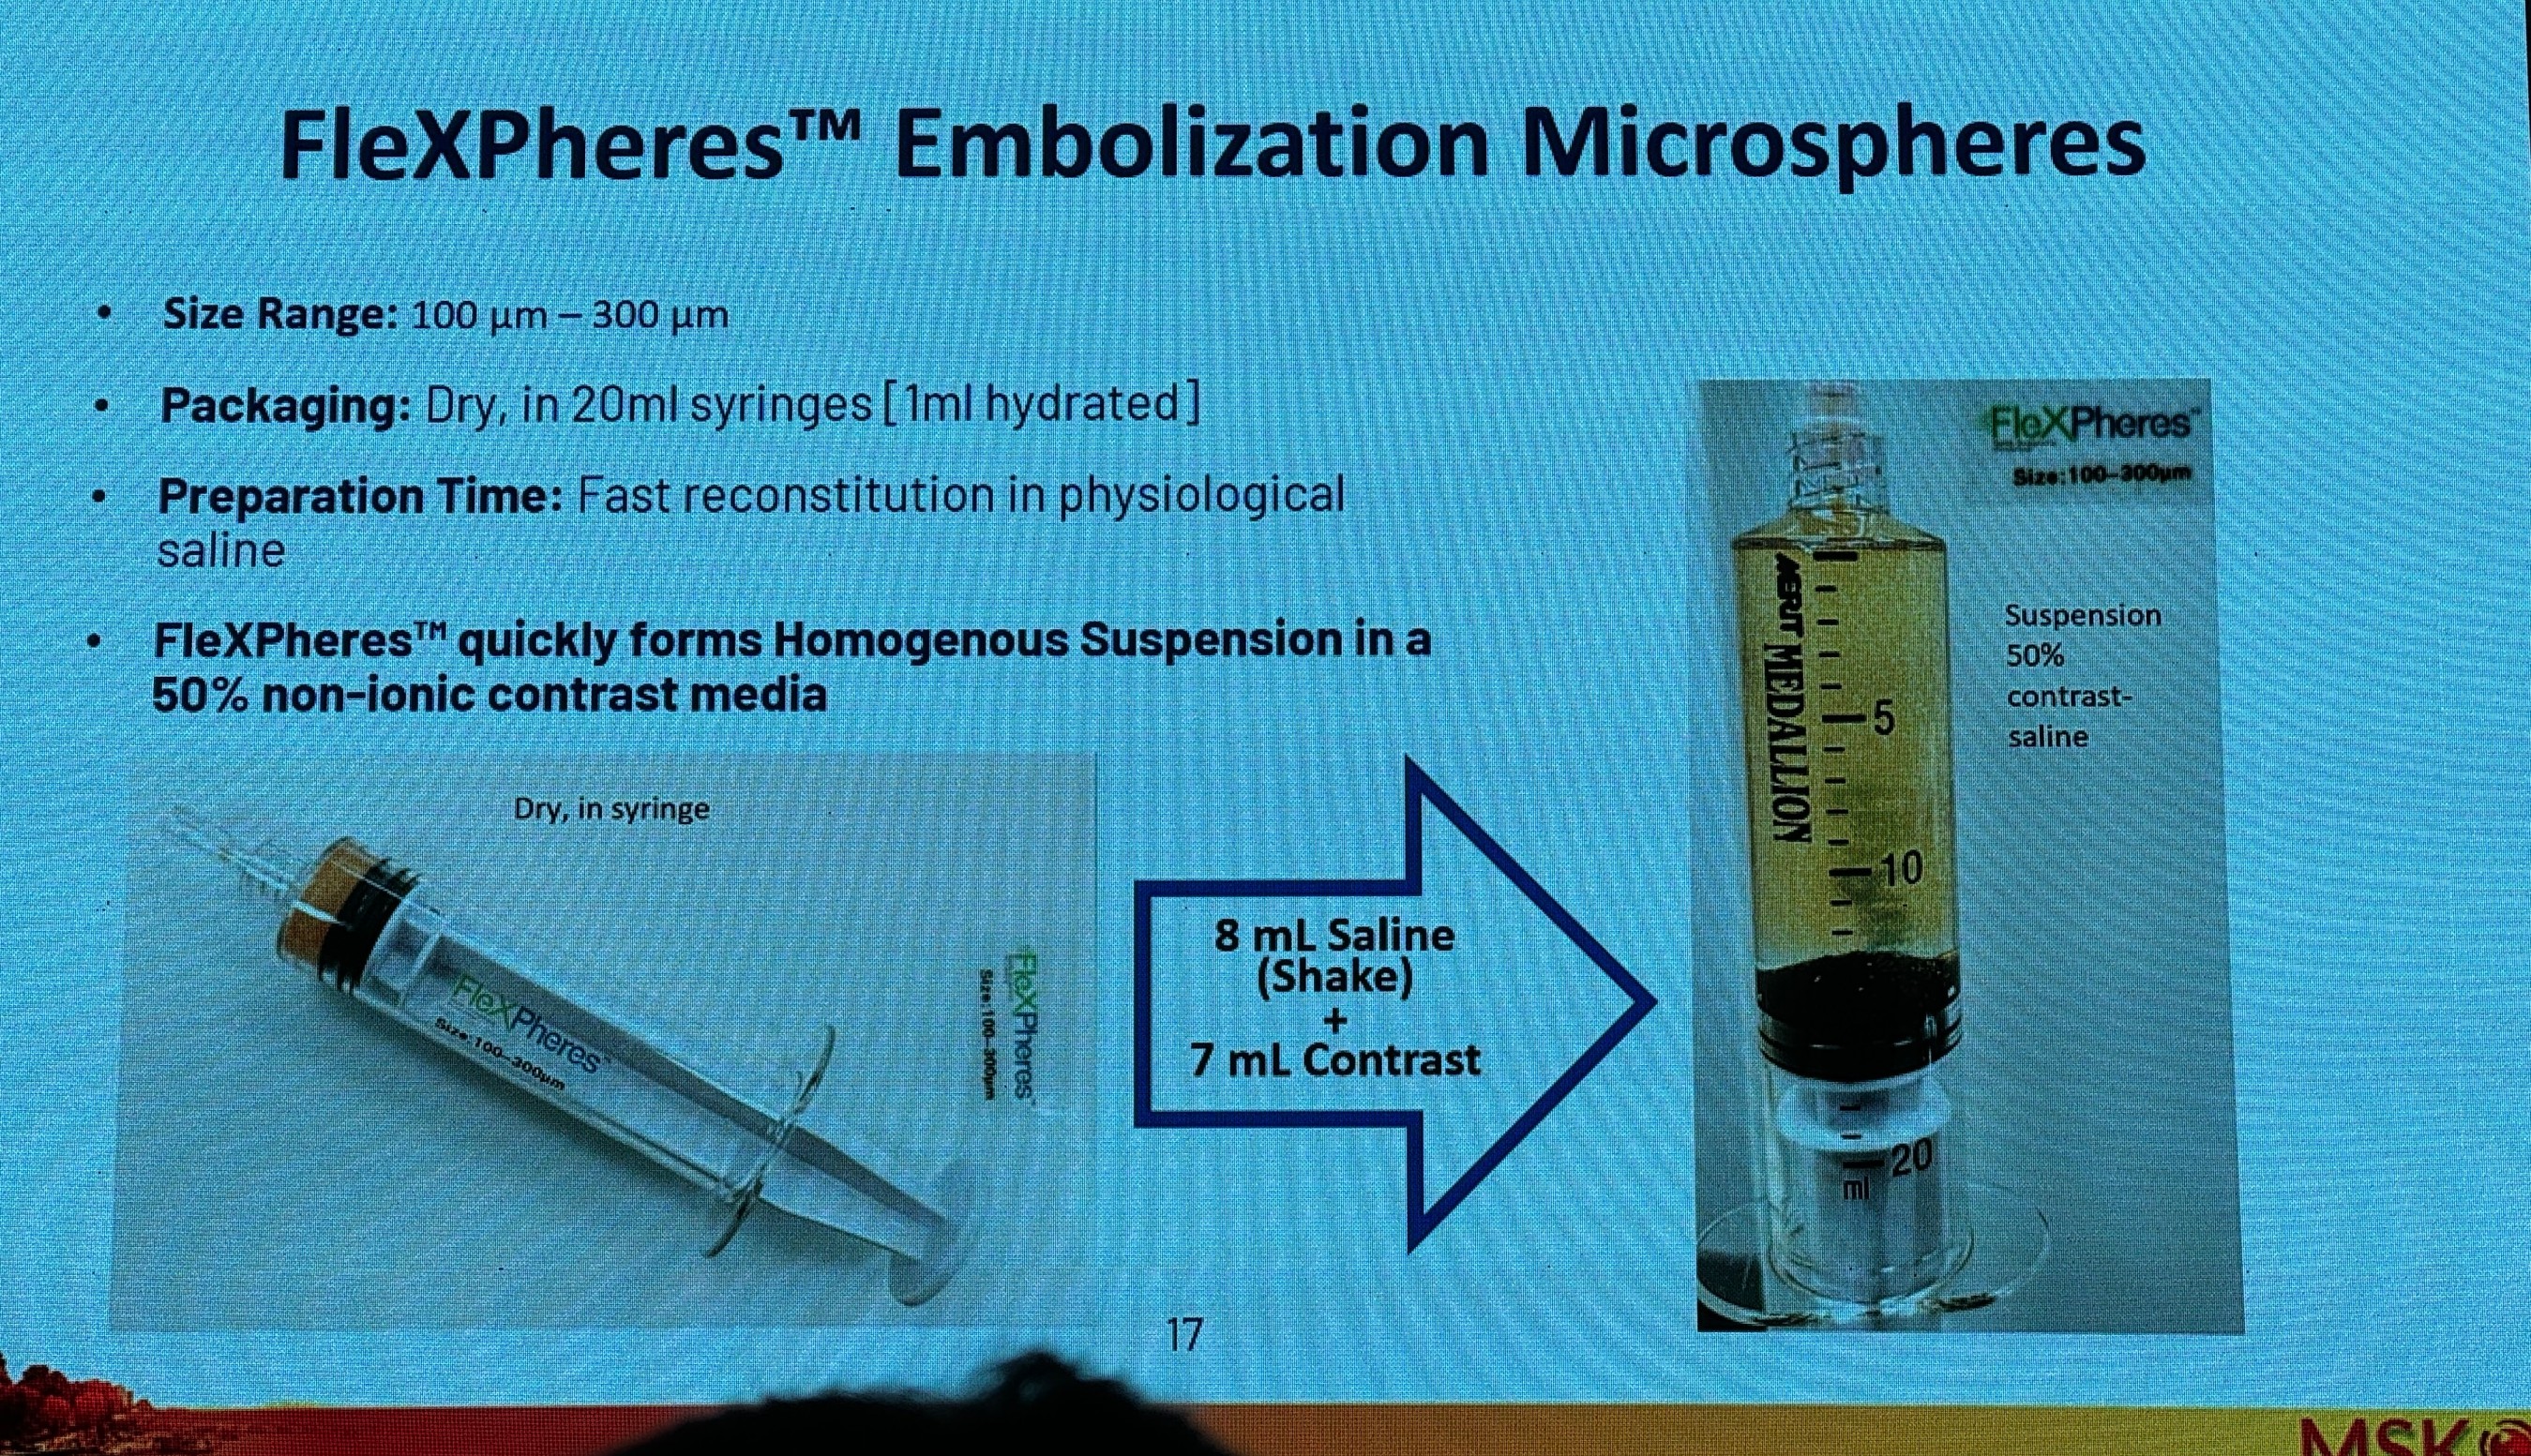 FleXPheres™ Embolization Microspheres
• Size Range: 100 µm – 300 µm
• Packaging: Dry, in 20ml syringes [1ml hydrated]
• Preparation Time: Fast reconstitution in physiological
saline
• FleXPheres™ quickly forms Homogenous Suspension in a
50% non-ionic contrast media
Dry, in syringe
FleXPheres™
Size:100-300µm
FleXPheres™
Size:100-300µm
8 mL Saline
(Shake)
+
7 mL Contrast
FleXPheres™
Size:100-300µm
MERIT MEDALLION
5
10
20
ml
Suspension
50%
contrast-
saline
17
MSK